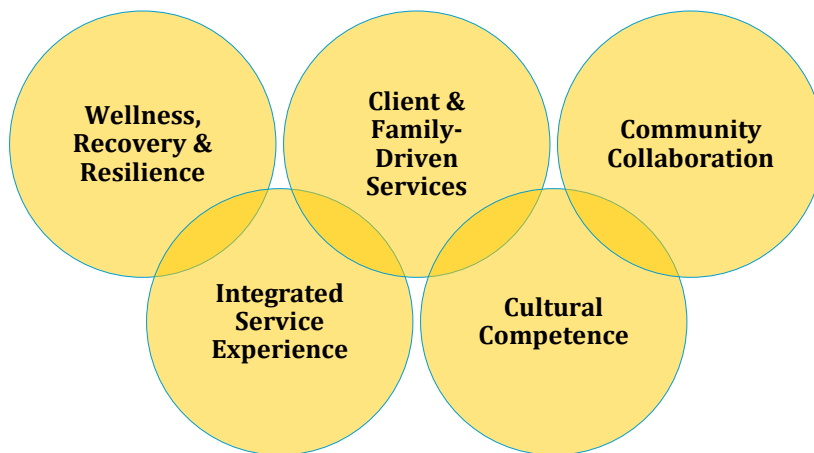 Wellness,
Recovery &
Resilience
Client &
Family-
Driven
Services
Community
Collaboration
Integrated
Service
Experience
Cultural
Competence